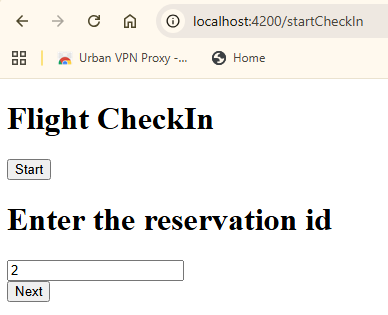 localhost:4200/startCheckIn
Urban VPN Proxy -... Home
Flight CheckIn
Start
Enter the reservation id
2
Next